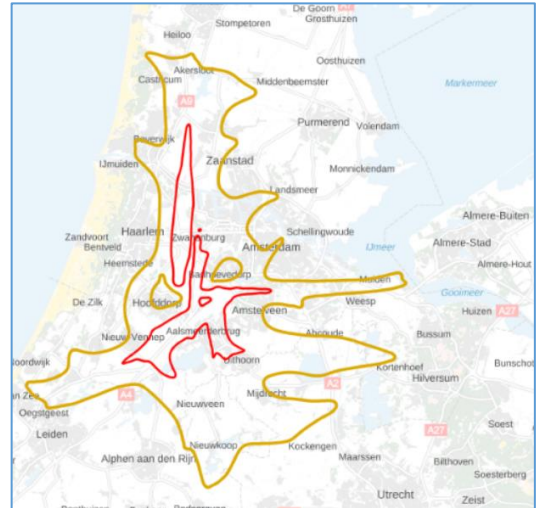 De Goorn
Grosthuizen
Stompetoren
Heiloo
Oosthuizen
Akersloot
Castricum
Middenbeemster
Markermeer
A9
Purmerend
Volendam
Beverwijk
Zaanstad
IJmuiden
Monnickendam
Landsmeer
Almere-Buiten
Haarlem
Zwanenburg
Schellingwoude
Zandvoort
Bentveld
Amsterdam
IJmeer
Almere-Stad
Heemstede
Badhoevedorp
Almere-Hout
Muiden
Gooimeer
De Zilk
Hoofddorp
Weesp
Amstelveen
Huizen
A27
Nieuw-Vennep
Aalsmeerderbrug
Abcoude
Bussum
Noordwijk
Uithoorn
Kortenhoef
Bunschot
Hilversum
A2
A4
Mijdrecht
Nieuwveen
Oegstgeest
Leiden
Soest
A27
Nieuwkoop
Kockengen
Alphen aan den Rijn
Maarssen
Bilthoven
Soesterberg
Utrecht
Zeist